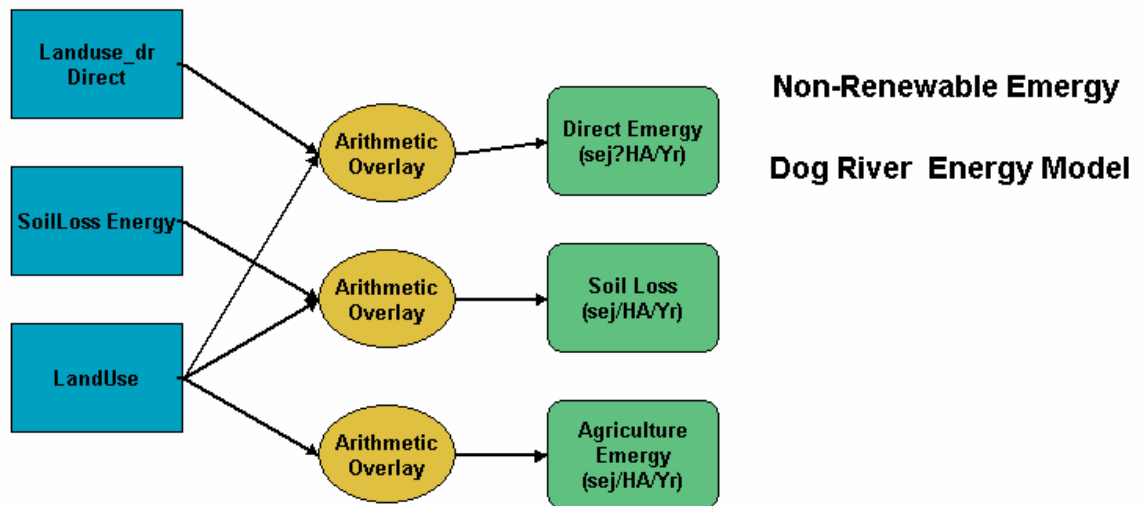 Landuse_dr
Direct
Arithmetic
Overlay
Direct Emergy
(sej?HA/Yr)
Non-Renewable Emergy
Dog River Energy Model
SoilLoss Energy
Arithmetic
Overlay
Soil Loss
(sej/HA/Yr)
LandUse
Arithmetic
Overlay
Agriculture
Emergy
(sej/HA/Yr)